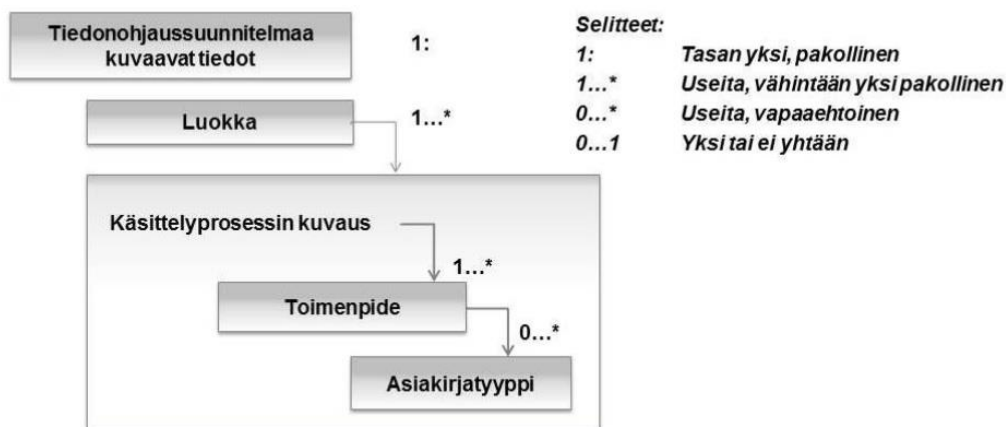 Tiedonohjaussuunnitelmaa
kuvaavat tiedot
1:
Luokka
1…*
Käsittelyprosessin kuvaus
1…*
Toimenpide
0…*
Asiakirjatyyppi
Selitteet:
1: Tasan yksi, pakollinen
1…* Useita, vähintään yksi pakollinen
0…* Useita, vapaaehtoinen
0…1 Yksi tai ei yhtään